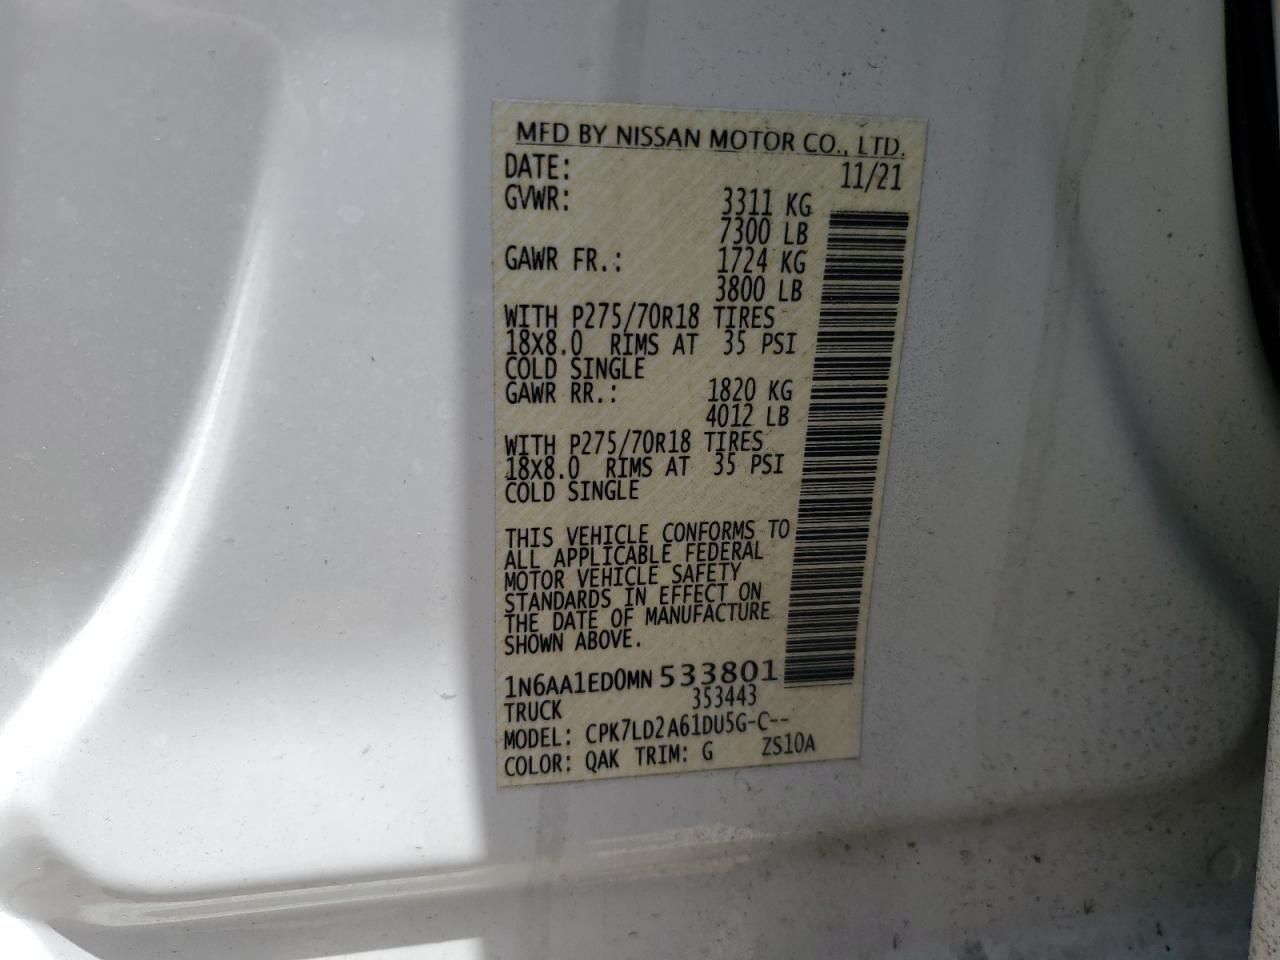 MFD BY NISSAN MOTOR CO., LTD.
DATE: 11/21
GVWR: 3311 KG
7300 LB
GAWR FR.: 1724 KG
3800 LB
WITH P275/70R18 TIRES
18X8.0 RIMS AT 35 PSI
COLD SINGLE
GAWR RR.: 1820 KG
4012 LB
WITH P275/70R18 TIRES
18X8.0 RIMS AT 35 PSI
COLD SINGLE
THIS VEHICLE CONFORMS TO
ALL APPLICABLE FEDERAL
MOTOR VEHICLE SAFETY
STANDARDS IN EFFECT ON
THE DATE OF MANUFACTURE
SHOWN ABOVE.
1N6AA1ED0MN 533801
TRUCK 353443
MODEL: CPK7LD2A61DU5G-C--
COLOR: QAK TRIM: G ZS10A